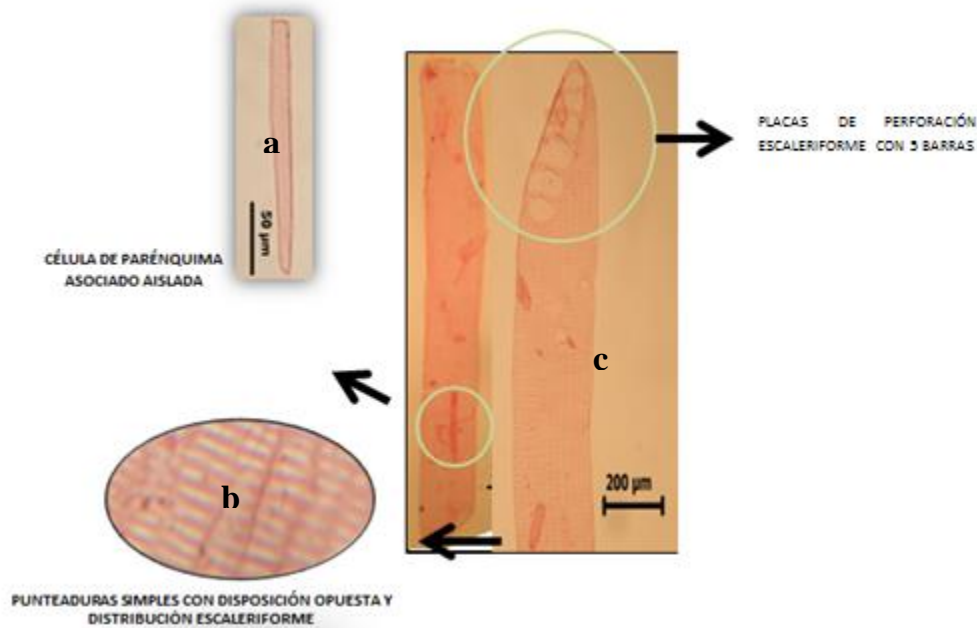 a
50 µm
CÉLULA DE PARÉNQUIMA
ASOCIADO AISLADA
PLACAS DE PERFORACIÓN
ESCALERIFORME CON 5 BARRAS
c
200 µm
b
PUNTEADURAS SIMPLES CON DISPOSICIÓN OPUESTA Y
DISTRIBUCIÓN ESCALERIFORME